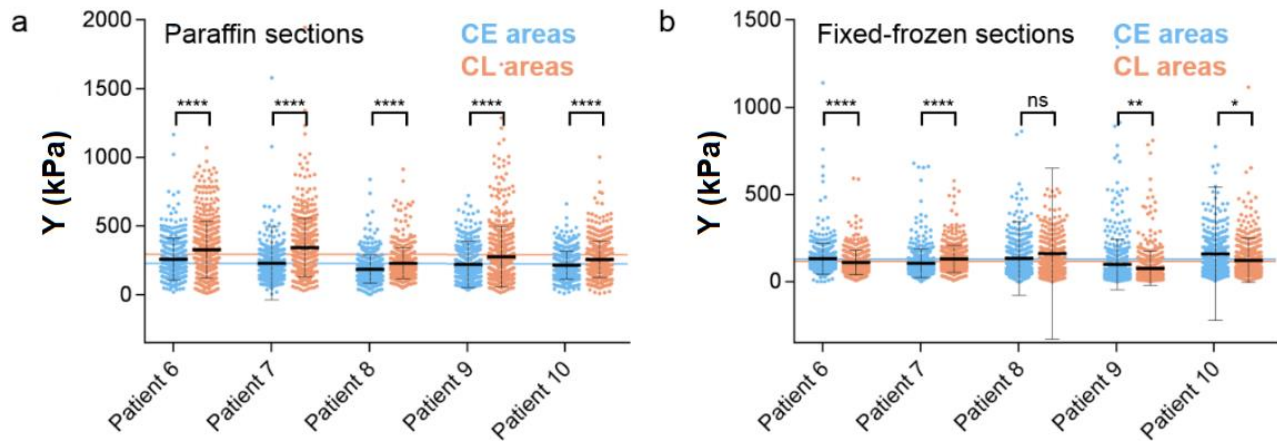 a
Paraffin sections
CE areas
CL areas
Y (kPa)
2000
1500
1000
500
0
****
****
****
****
****
Patient 6
Patient 7
Patient 8
Patient 9
Patient 10
b
Fixed-frozen sections
CE areas
CL areas
Y (kPa)
1500
1000
500
0
****
****
ns
**
*
Patient 6
Patient 7
Patient 8
Patient 9
Patient 10